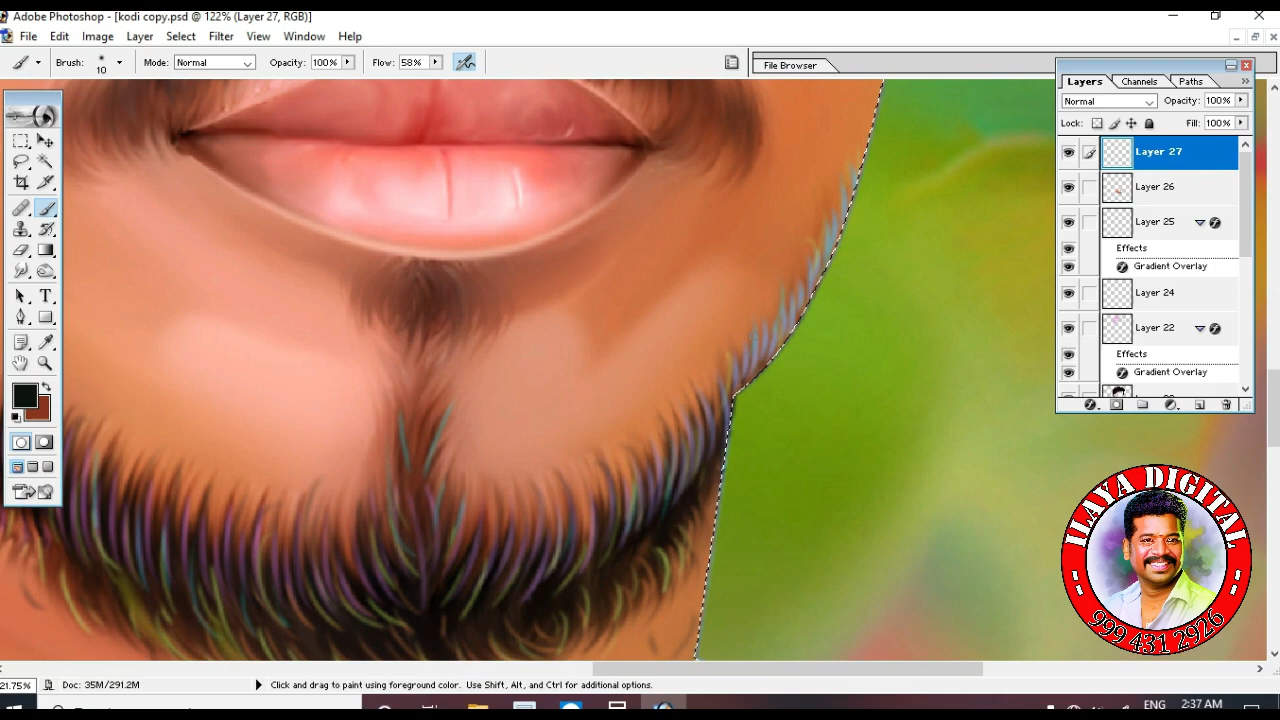 Adobe Photoshop - [kodi copy.psd @ 122% (Layer 27, RGB)]
File Edit Image Layer Select Filter View Window Help
Brush: 10 Mode: Normal Opacity: 100% Flow: 58%
File Browser
Layers Channels Paths
Normal Opacity: 100%
Lock: Fill: 100%
Layer 27
Layer 26
Layer 25
Effects
Gradient Overlay
Layer 24
Layer 22
Effects
Gradient Overlay
ILAYA DIGITAL
999 431 2926
21.75% Doc: 35M/291.2M Click and drag to paint using foreground color. Use Shift, Alt, and Ctrl for additional options.
ENG 2:37 AM